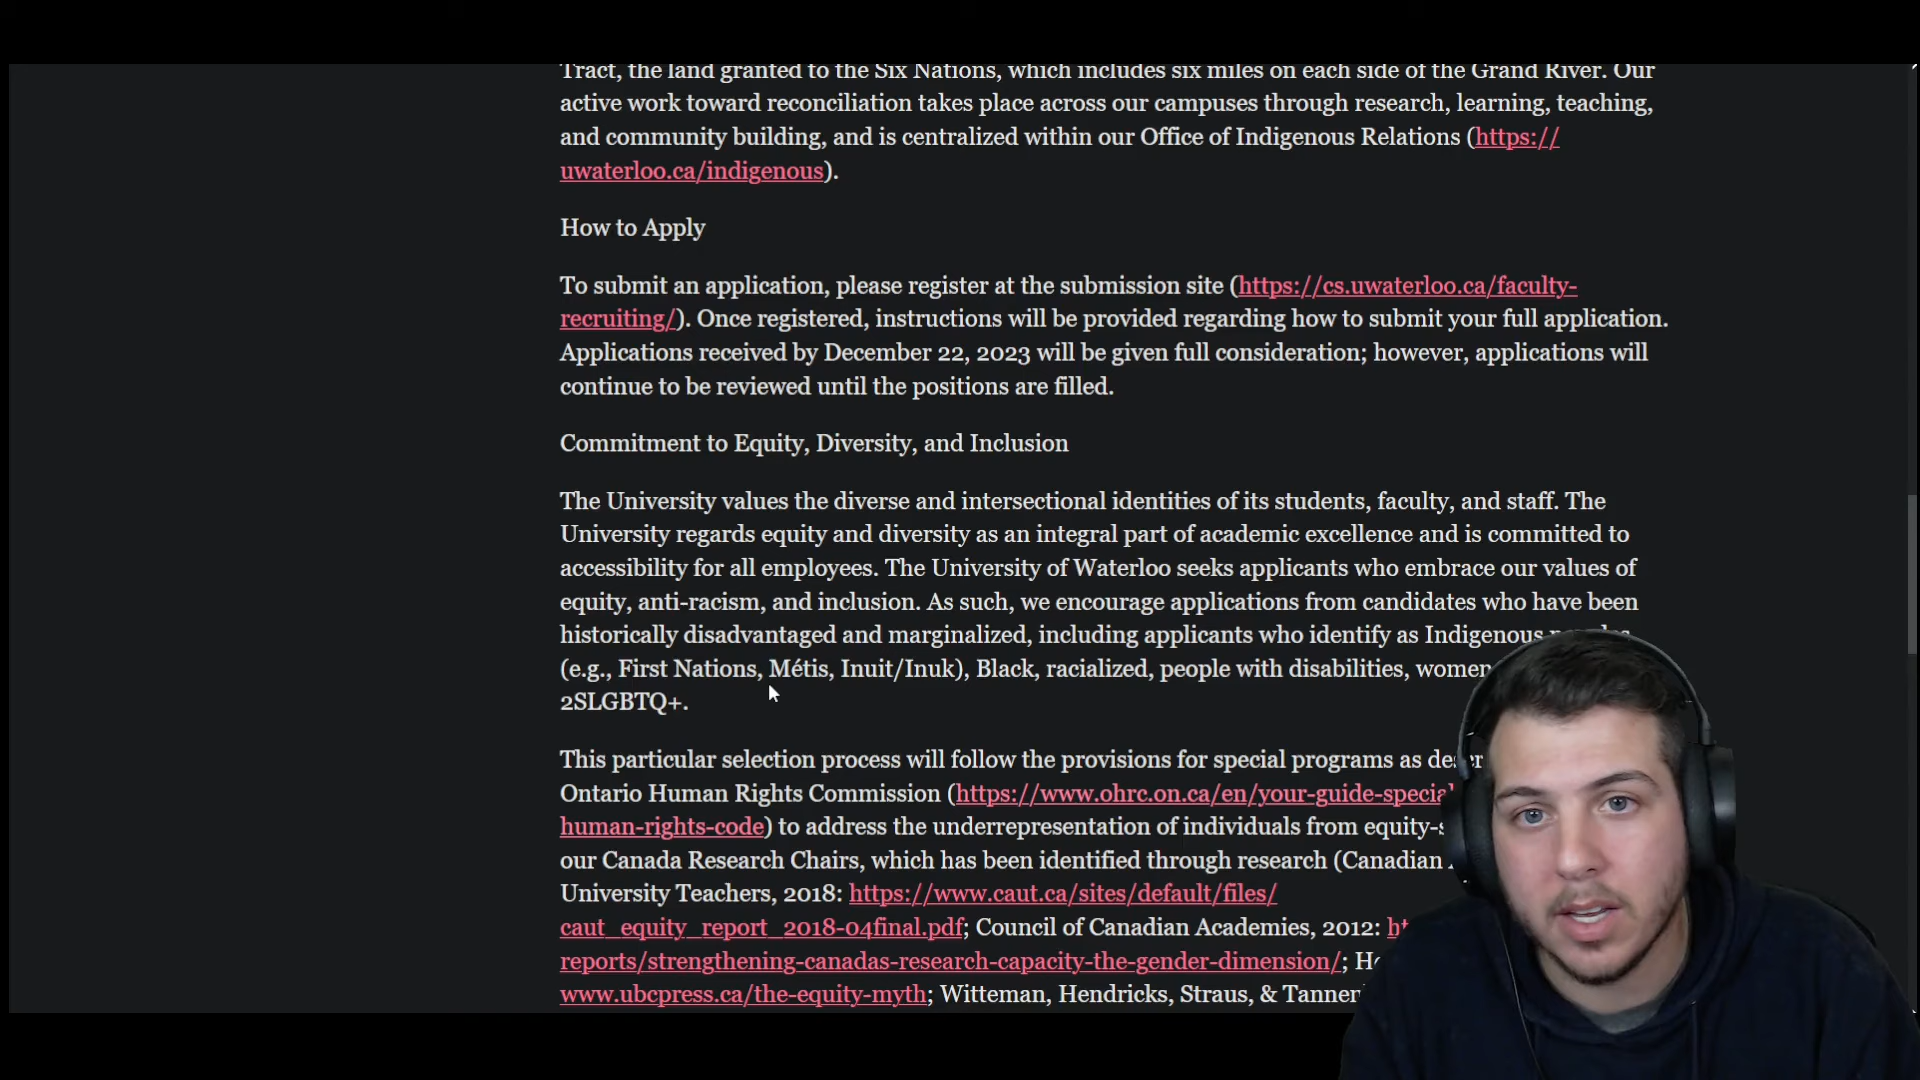 Tract, the land granted to the Six Nations, which includes six miles on each side of the Grand River. Our
active work toward reconciliation takes place across our campuses through research, learning, teaching,
and community building, and is centralized within our Office of Indigenous Relations (https://
uwaterloo.ca/indigenous).
How to Apply
To submit an application, please register at the submission site (https://cs.uwaterloo.ca/faculty-
recruiting/). Once registered, instructions will be provided regarding how to submit your full application.
Applications received by December 22, 2023 will be given full consideration; however, applications will
continue to be reviewed until the positions are filled.
Commitment to Equity, Diversity, and Inclusion
The University values the diverse and intersectional identities of its students, faculty, and staff. The
University regards equity and diversity as an integral part of academic excellence and is committed to
accessibility for all employees. The University of Waterloo seeks applicants who embrace our values of
equity, anti-racism, and inclusion. As such, we encourage applications from candidates who have been
historically disadvantaged and marginalized, including applicants who identify as Indigenous
(e.g., First Nations, Métis, Inuit/Inuk), Black, racialized, people with disabilities, women
2SLGBTQ+.
This particular selection process will follow the provisions for special programs as
Ontario Human Rights Commission (https://www.ohrc.on.ca/en/your-guide-special
human-rights-code) to address the underrepresentation of individuals from equity-
our Canada Research Chairs, which has been identified through research (Canadian
University Teachers, 2018: https://www.caut.ca/sites/default/files/
caut_equity_report_2018-04final.pdf; Council of Canadian Academies, 2012:
reports/strengthening-canadas-research-capacity-the-gender-dimension/;
www.ubcpress.ca/the-equity-myth; Witteman, Hendricks, Straus, &